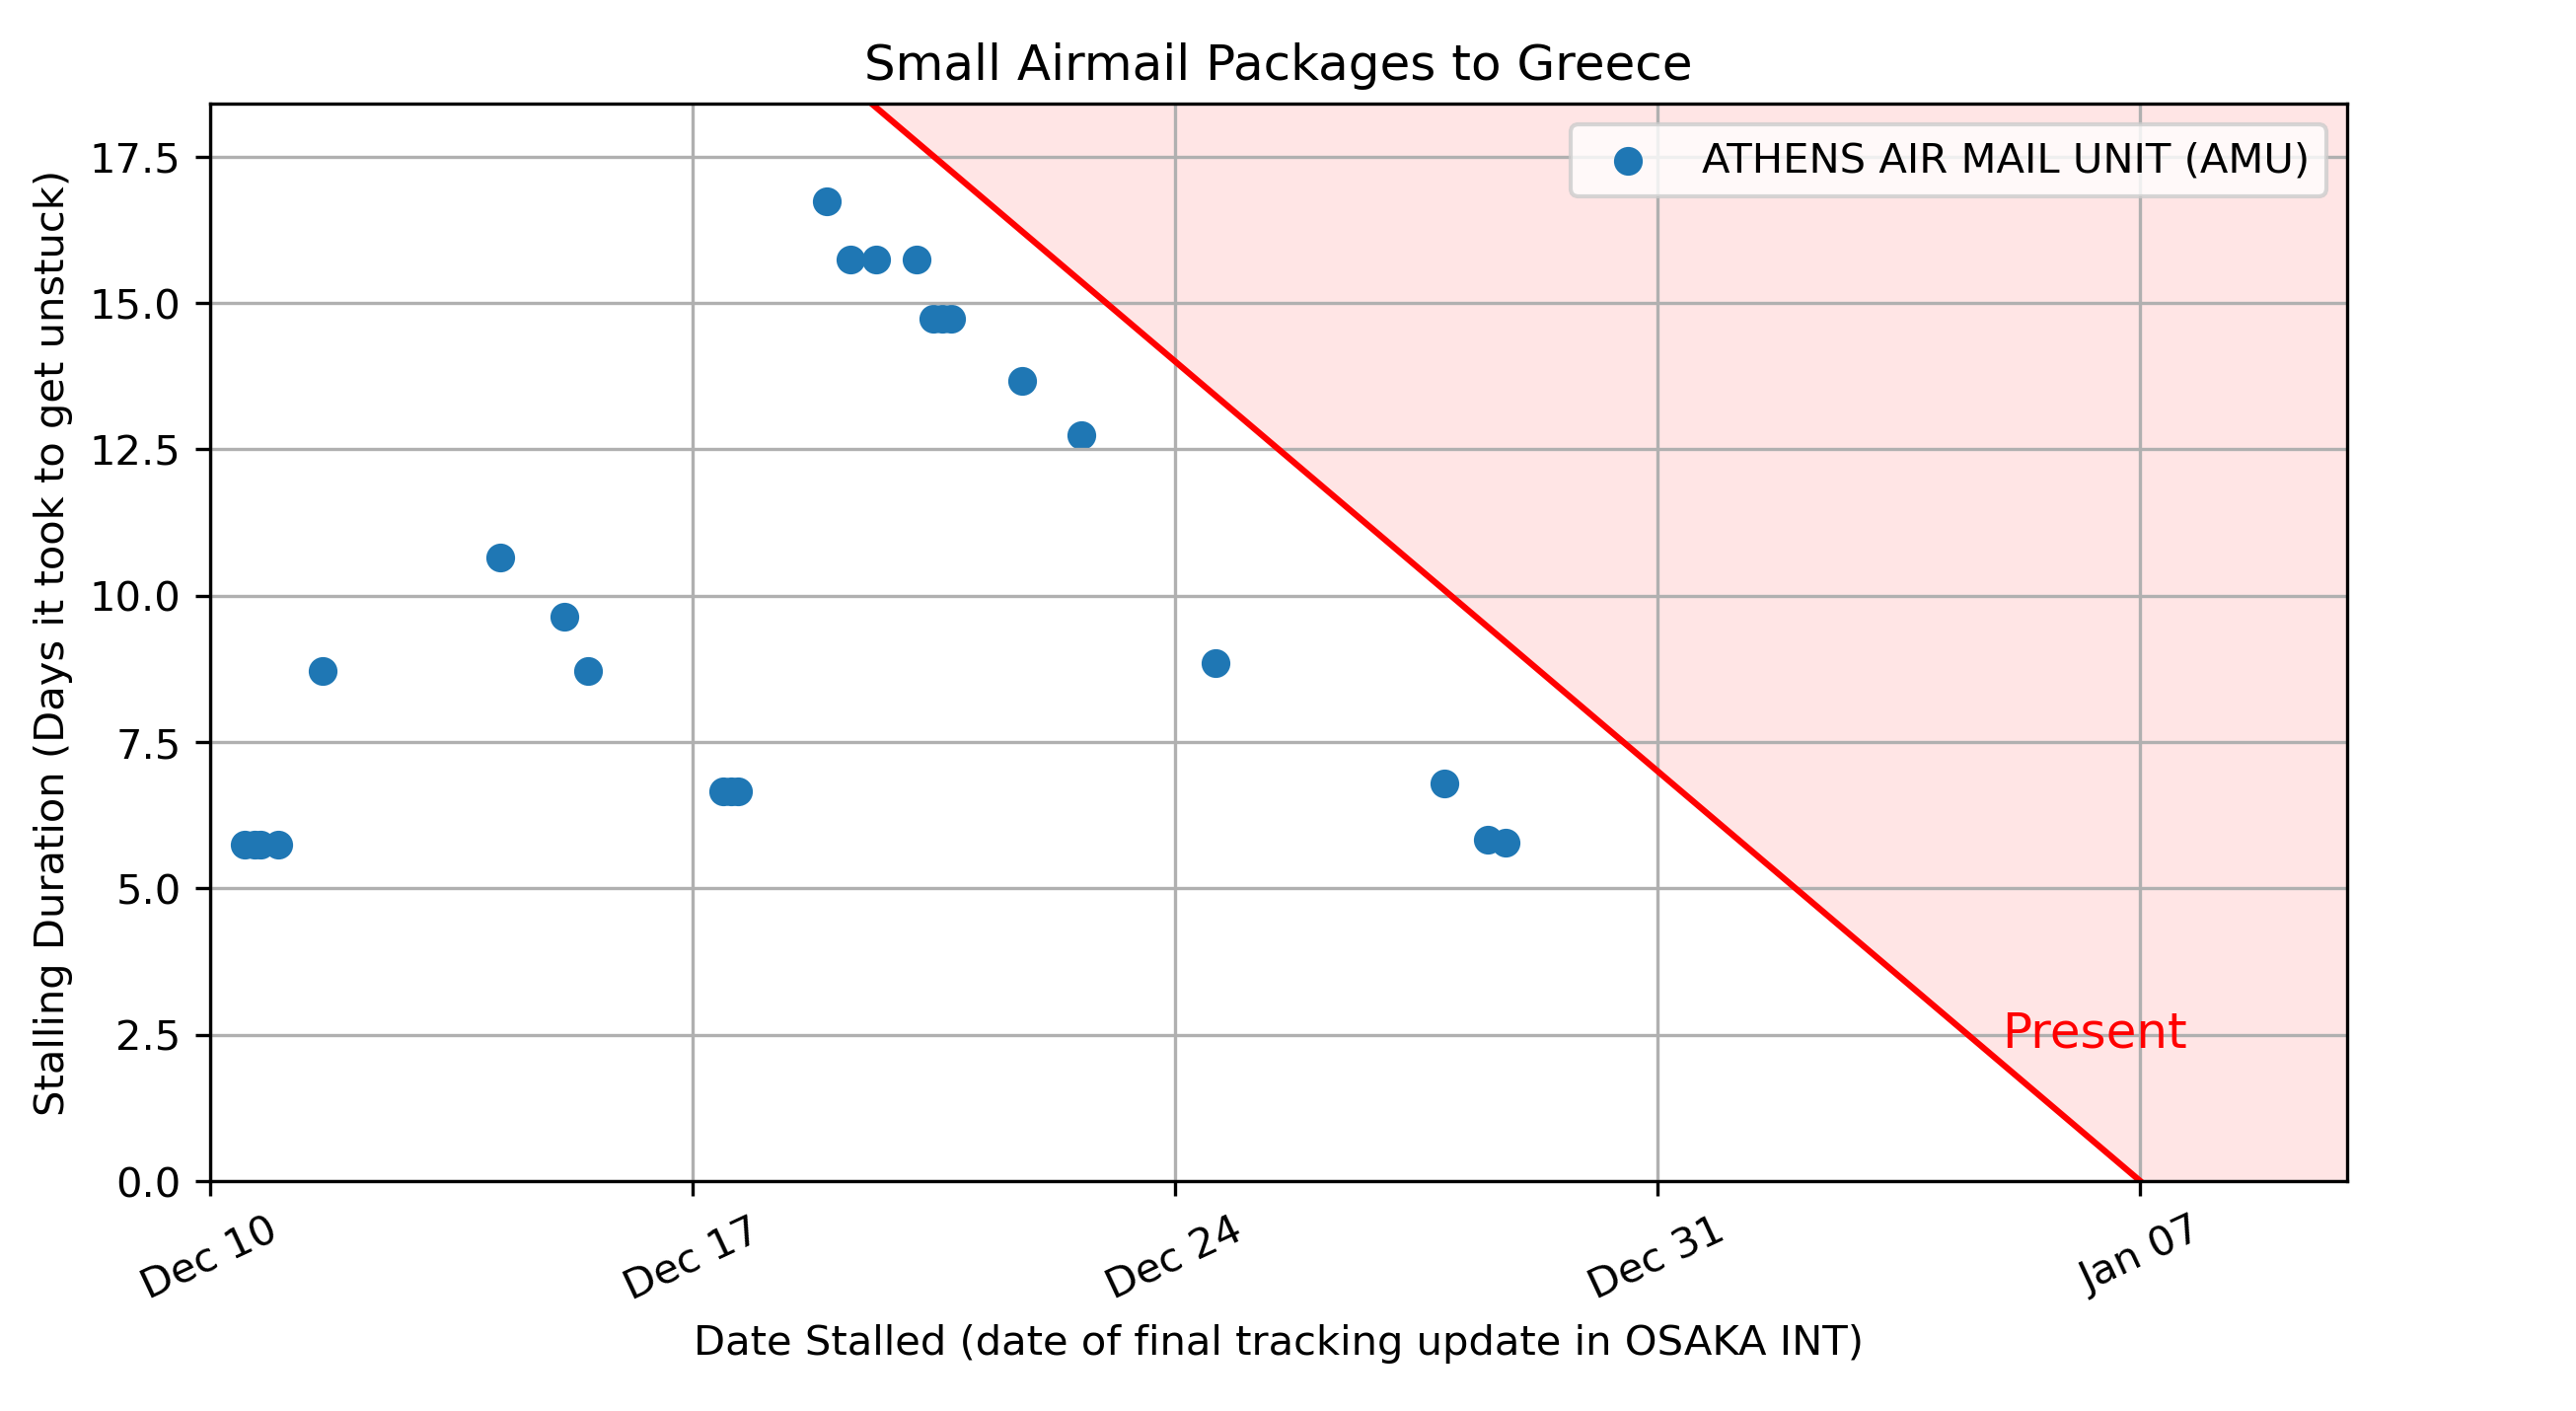 Small Airmail Packages to Greece
ATHENS AIR MAIL UNIT (AMU)
Stalling Duration (Days it took to get unstuck)
17.5
15.0
12.5
10.0
7.5
5.0
2.5
0.0
Present
Dec 10
Dec 17
Dec 24
Dec 31
Jan 07
Date Stalled (date of final tracking update in OSAKA INT)